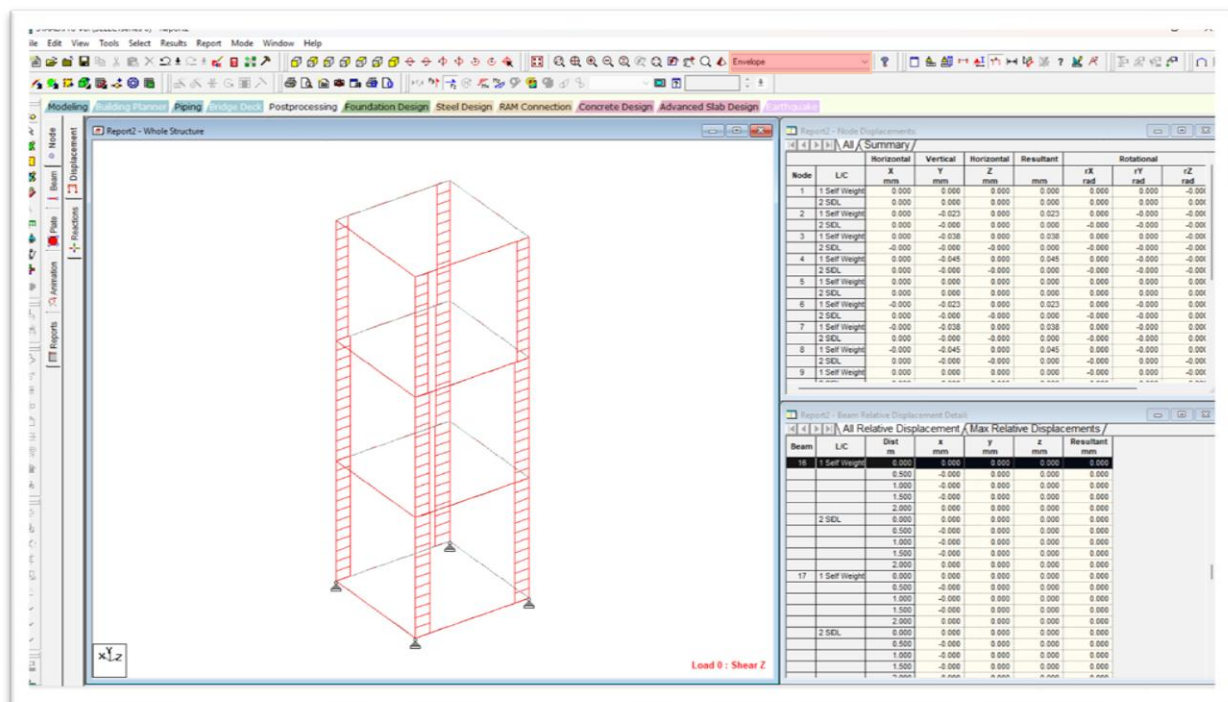 Edit View Tools Select Results Report Mode Window Help
Envelope
Modeling Building Planner Piping Bridge Deck Postprocessing Foundation Design Steel Design RAM Connection Concrete Design Advanced Slab Design Earthquake
Node
Beam
Plate
Animation
Reports
Displacement
Reactions
Report2 - Whole Structure
Load 0 : Shear Z
Report2 - Node Displacements
All Summary
Horizontal Vertical Horizontal Resultant Rotational
Node L/C X mm Y mm Z mm mm rX rad rY rad rZ rad
1 1 Self Weight 0.000 0.000 0.000 0.000 0.000 0.000
2 SIDL 0.000 0.000 0.000 0.000 0.000 0.000
2 1 Self Weight 0.000 -0.023 0.000 0.023 0.000 -0.000
2 SIDL 0.000 -0.000 0.000 0.000 -0.000 -0.000
3 1 Self Weight 0.000 -0.038 0.000 0.038 0.000 -0.000
2 SIDL -0.000 -0.000 -0.000 0.000 -0.000 0.000
4 1 Self Weight 0.000 -0.045 0.000 0.045 -0.000 -0.000
2 SIDL 0.000 -0.000 -0.000 0.000 0.000 -0.000
5 1 Self Weight 0.000 0.000 0.000 0.000 0.000 -0.000
2 SIDL 0.000 0.000 0.000 0.000 0.000 0.000
6 1 Self Weight -0.000 -0.023 0.000 0.023 0.000 -0.000
2 SIDL 0.000 -0.000 -0.000 0.000 -0.000 -0.000
7 1 Self Weight -0.000 -0.038 0.000 0.038 0.000 -0.000
2 SIDL -0.000 -0.000 0.000 0.000 -0.000 0.000
8 1 Self Weight -0.000 -0.045 0.000 0.045 -0.000 0.000
2 SIDL 0.000 -0.000 0.000 0.000 0.000 -0.000
9 1 Self Weight 0.000 0.000 0.000 0.000 -0.000 0.000
Report2 - Beam Relative Displacement Detail:
All Relative Displacement Max Relative Displacements
Beam L/C Dist m x mm y mm z mm Resultant mm
16 1 Self Weight 0.000 0.000 0.000 0.000 0.000
0.500 -0.000 0.000 0.000 0.000
1.000 -0.000 0.000 0.000 0.000
1.500 -0.000 0.000 0.000 0.000
2.000 0.000 0.000 0.000 0.000
2 SIDL 0.000 0.000 0.000 0.000 0.000
0.500 -0.000 0.000 0.000 0.000
1.000 -0.000 0.000 0.000 0.000
1.500 -0.000 0.000 0.000 0.000
2.000 0.000 0.000 0.000 0.000
17 1 Self Weight 0.000 0.000 0.000 0.000 0.000
0.500 -0.000 0.000 0.000 0.000
1.000 -0.000 0.000 0.000 0.000
1.500 -0.000 0.000 0.000 0.000
2.000 0.000 0.000 0.000 0.000
2 SIDL 0.000 0.000 0.000 0.000 0.000
0.500 -0.000 0.000 0.000 0.000
1.000 -0.000 0.000 0.000 0.000
1.500 -0.000 0.000 0.000 0.000